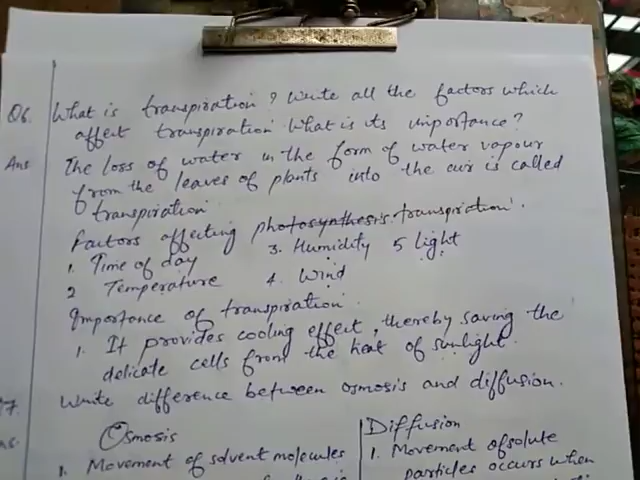 Q6. What is transpiration? Write all the factors which
affect transpiration. What is its importance?
Ans The loss of water in the form of water vapour
from the leaves of plants into the air is called
transpiration
Factors affecting photosynthesis transpiration.
1. Time of day 3. Humidity 5 light
2 Temperature 4. Wind
Importance of transpiration.
1. It provides cooling effect, thereby saving the
delicate cells from the heat of sunlight.
7. Write difference between osmosis and diffusion.
ns. Osmosis Diffusion
1. Movement of solvent molecules 1. Movement of solute
particles occurs when